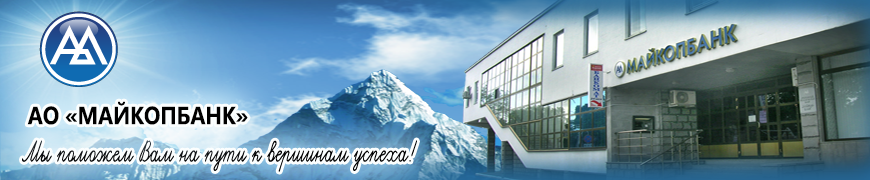 АО «МАЙКОПБАНК»
Мы поможем Вам на пути к вершинам успеха!
МАЙКОПБАНК